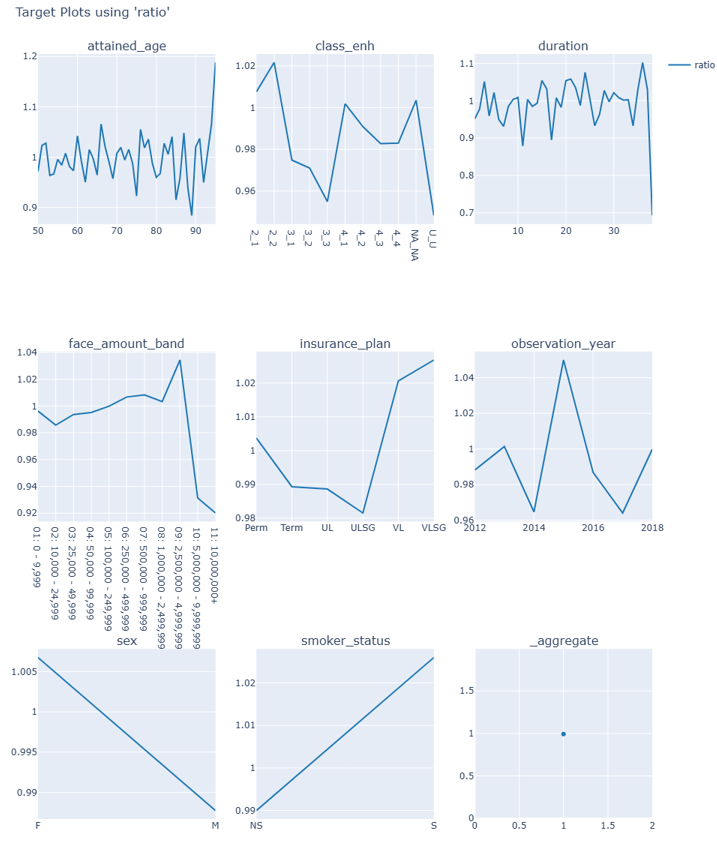 Target Plots using 'ratio'
attained_age
class_enh
duration
ratio
1.2
1.1
1
0.9
50
60
70
80
90
1.02
1
0.98
0.96
2_1
2_2
3_1
3_2
3_3
4_1
4_2
4_3
4_4
NA_NA
U_U
1.1
1
0.9
0.8
0.7
10
20
30
face_amount_band
insurance_plan
observation_year
1.04
1.02
1
0.98
0.96
0.94
0.92
01: 0 - 9,999
02: 10,000 - 24,999
03: 25,000 - 49,999
04: 50,000 - 99,999
05: 100,000 - 249,999
06: 250,000 - 499,999
07: 500,000 - 999,999
08: 1,000,000 - 2,499,999
09: 2,500,000 - 4,999,999
10: 5,000,000 - 9,999,999
11: 10,000,000+
1.02
1.01
1
0.99
0.98
Perm
Term
UL
ULSG
VL
VLSG
1.04
1.02
1
0.98
0.96
2012
2014
2016
2018
sex
smoker_status
_aggregate
1.005
1
0.995
0.99
F
M
1.02
1.01
1
0.99
NS
S
1.5
1
0.5
0
0
0.5
1
1.5
2